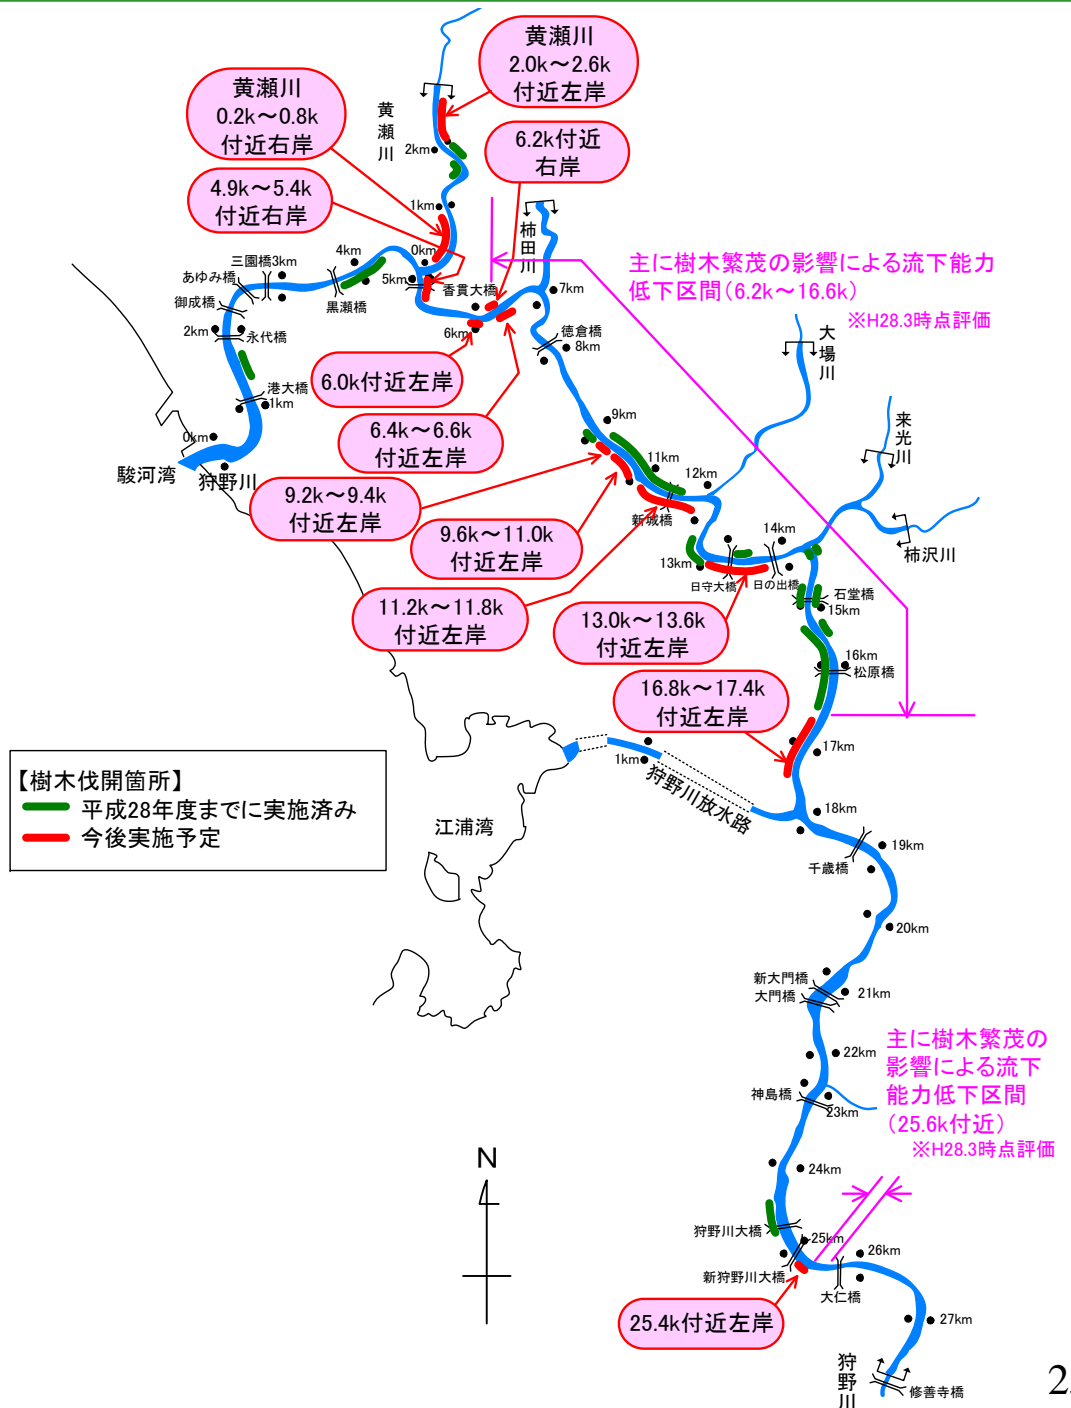 黄瀬川
2.0k～2.6k
付近左岸
黄瀬川
0.2k～0.8k
付近右岸
黄瀬川
6.2k付近
右岸
4.9k～5.4k
付近右岸
2km
1km
0km
柿田川
主に樹木繁茂の影響による流下能力
低下区間(6.2k～16.6k)
※H28.3時点評価
三園橋
3km
4km
あゆみ橋
御成橋
黒瀬橋
5km
香貫大橋
7km
2km
永代橋
6km
徳倉橋
8km
大場川
6.0k付近左岸
港大橋
1km
来光川
6.4k～6.6k
付近左岸
9km
0km
駿河湾
狩野川
11km
12km
9.2k～9.4k
付近左岸
新城橋
9.6k～11.0k
付近左岸
14km
柿沢川
13km
日守大橋
日の出橋
石堂橋
15km
11.2k～11.8k
付近左岸
13.0k～13.6k
付近左岸
16km
松原橋
16.8k～17.4k
付近左岸
17km
1km
狩野川放水路
【樹木伐開箇所】
平成28年度までに実施済み
今後実施予定
江浦湾
18km
19km
千歳橋
20km
新大門橋
大門橋
21km
主に樹木繁茂の
影響による流下
能力低下区間
(25.6k付近)
※H28.3時点評価
22km
神島橋
23km
N
24km
狩野川大橋
25km
新狩野川大橋
26km
大仁橋
25.4k付近左岸
27km
狩野川
修善寺橋